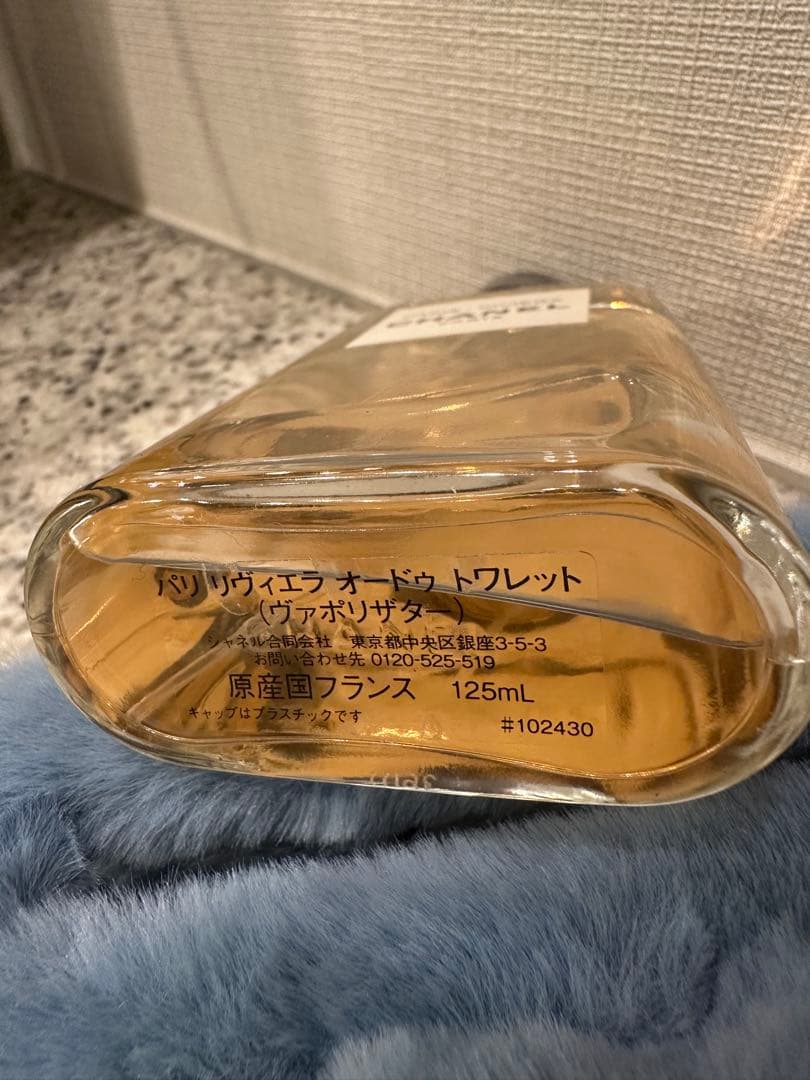 CHANEL
パリ リヴィエラ オードゥ トワレット
（ヴァポリザター）
シャネル合同会社　東京都中央区銀座3-5-3
お問い合わせ先 0120-525-519
原産国フランス　125mL
キャップはプラスチックです
#102430